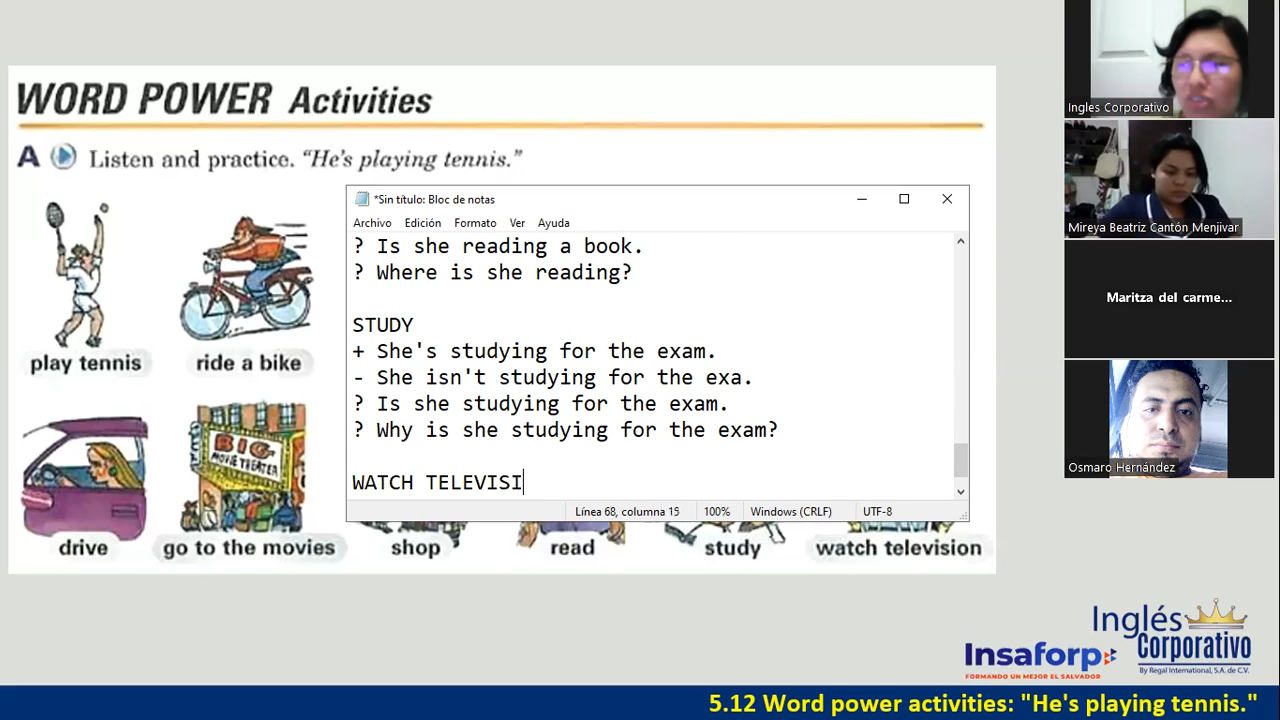 WORD POWER Activities
A Listen and practice. "He's playing tennis."
play tennis
ride a bike
drive
BIG
MOVIE THEATER
go to the movies
shop
read
study
watch television
*Sin título: Bloc de notas
Archivo Edición Formato Ver Ayuda
? Is she reading a book.
? Where is she reading?
STUDY
+ She's studying for the exam.
- She isn't studying for the exa.
? Is she studying for the exam.
? Why is she studying for the exam?
WATCH TELEVISI
Línea 68, columna 15 100% Windows (CRLF) UTF-8
Ingles Corporativo
Mireya Beatriz Cantón Menjivar
Maritza del carme...
Osmaro Hernández
Insaforp
FORMANDO UN MEJOR EL SALVADOR
Inglés
Corporativo
By Regal International, S.A. de C.V.
5.12 Word power activities: "He's playing tennis."